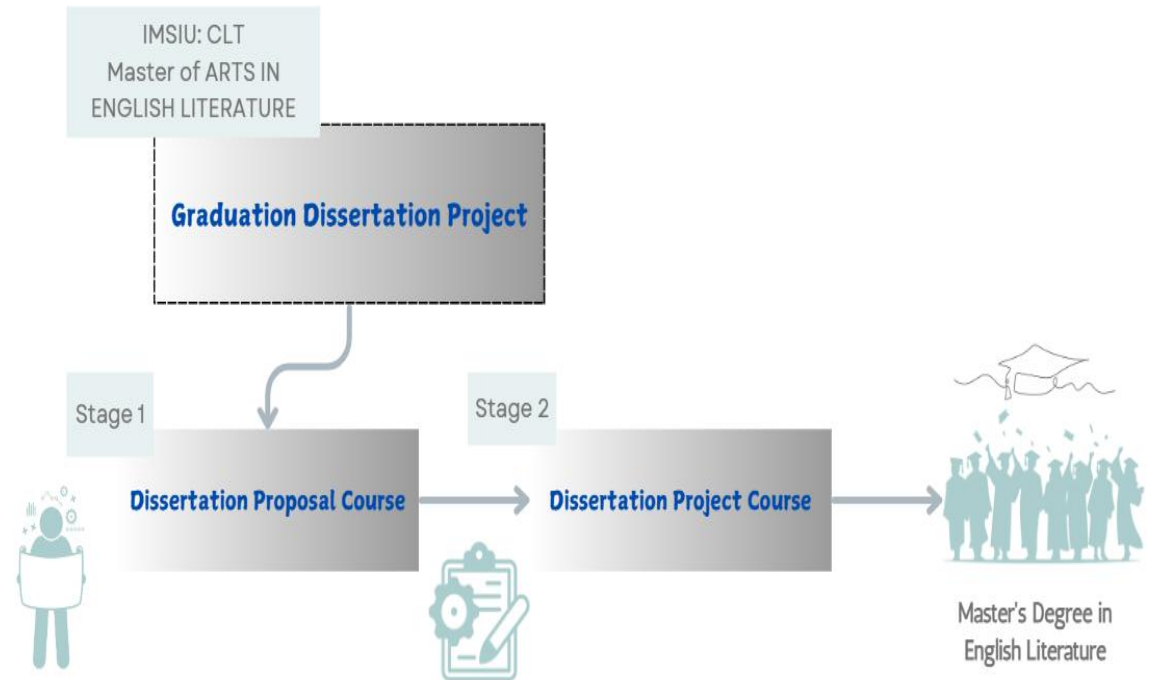 IMSIU: CLT
Master of ARTS IN
ENGLISH LITERATURE
Graduation Dissertation Project
Stage 1
Dissertation Proposal Course
Stage 2
Dissertation Project Course
Master's Degree in
English Literature